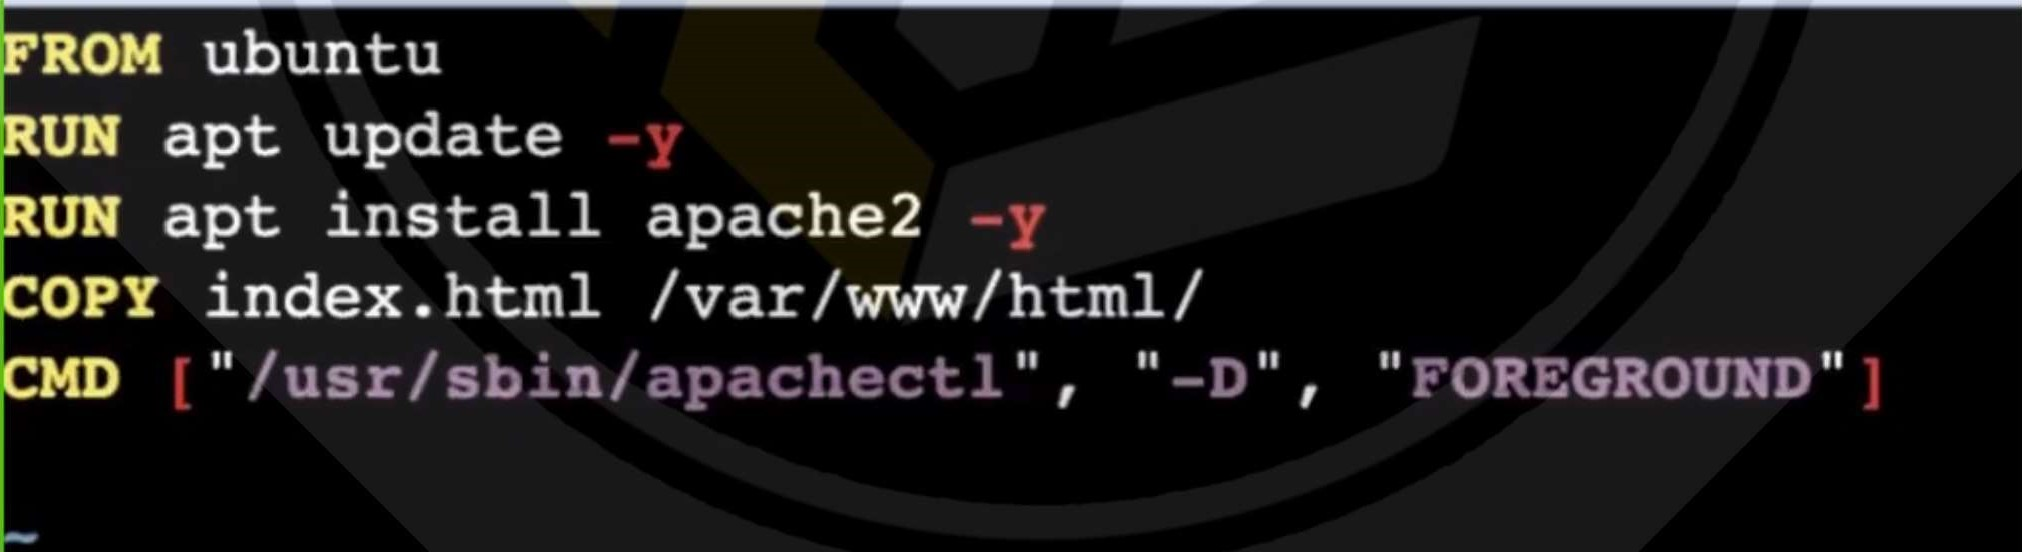 FROM ubuntu
RUN apt update -y
RUN apt install apache2 -y
COPY index.html /var/www/html/
CMD ["/usr/sbin/apachectl", "-D", "FOREGROUND"]
~